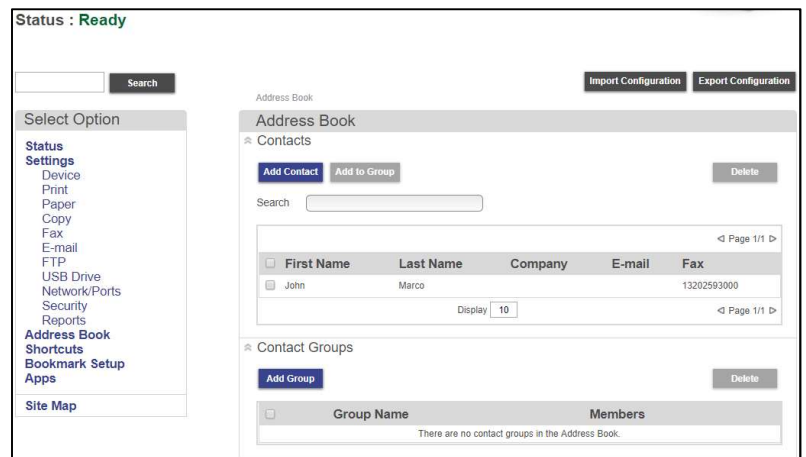 Status : Ready
Search
Import Configuration Export Configuration
Address Book
Select Option
Status
Settings
Device
Print
Paper
Copy
Fax
E-mail
FTP
USB Drive
Network/Ports
Security
Reports
Address Book
Shortcuts
Bookmark Setup
Apps
Site Map
Address Book
Contacts
Add Contact Add to Group Delete
Search
Page 1/1
First Name Last Name Company E-mail Fax
John Marco 13202593000
Display 10 Page 1/1
Contact Groups
Add Group Delete
Group Name Members
There are no contact groups in the Address Book.